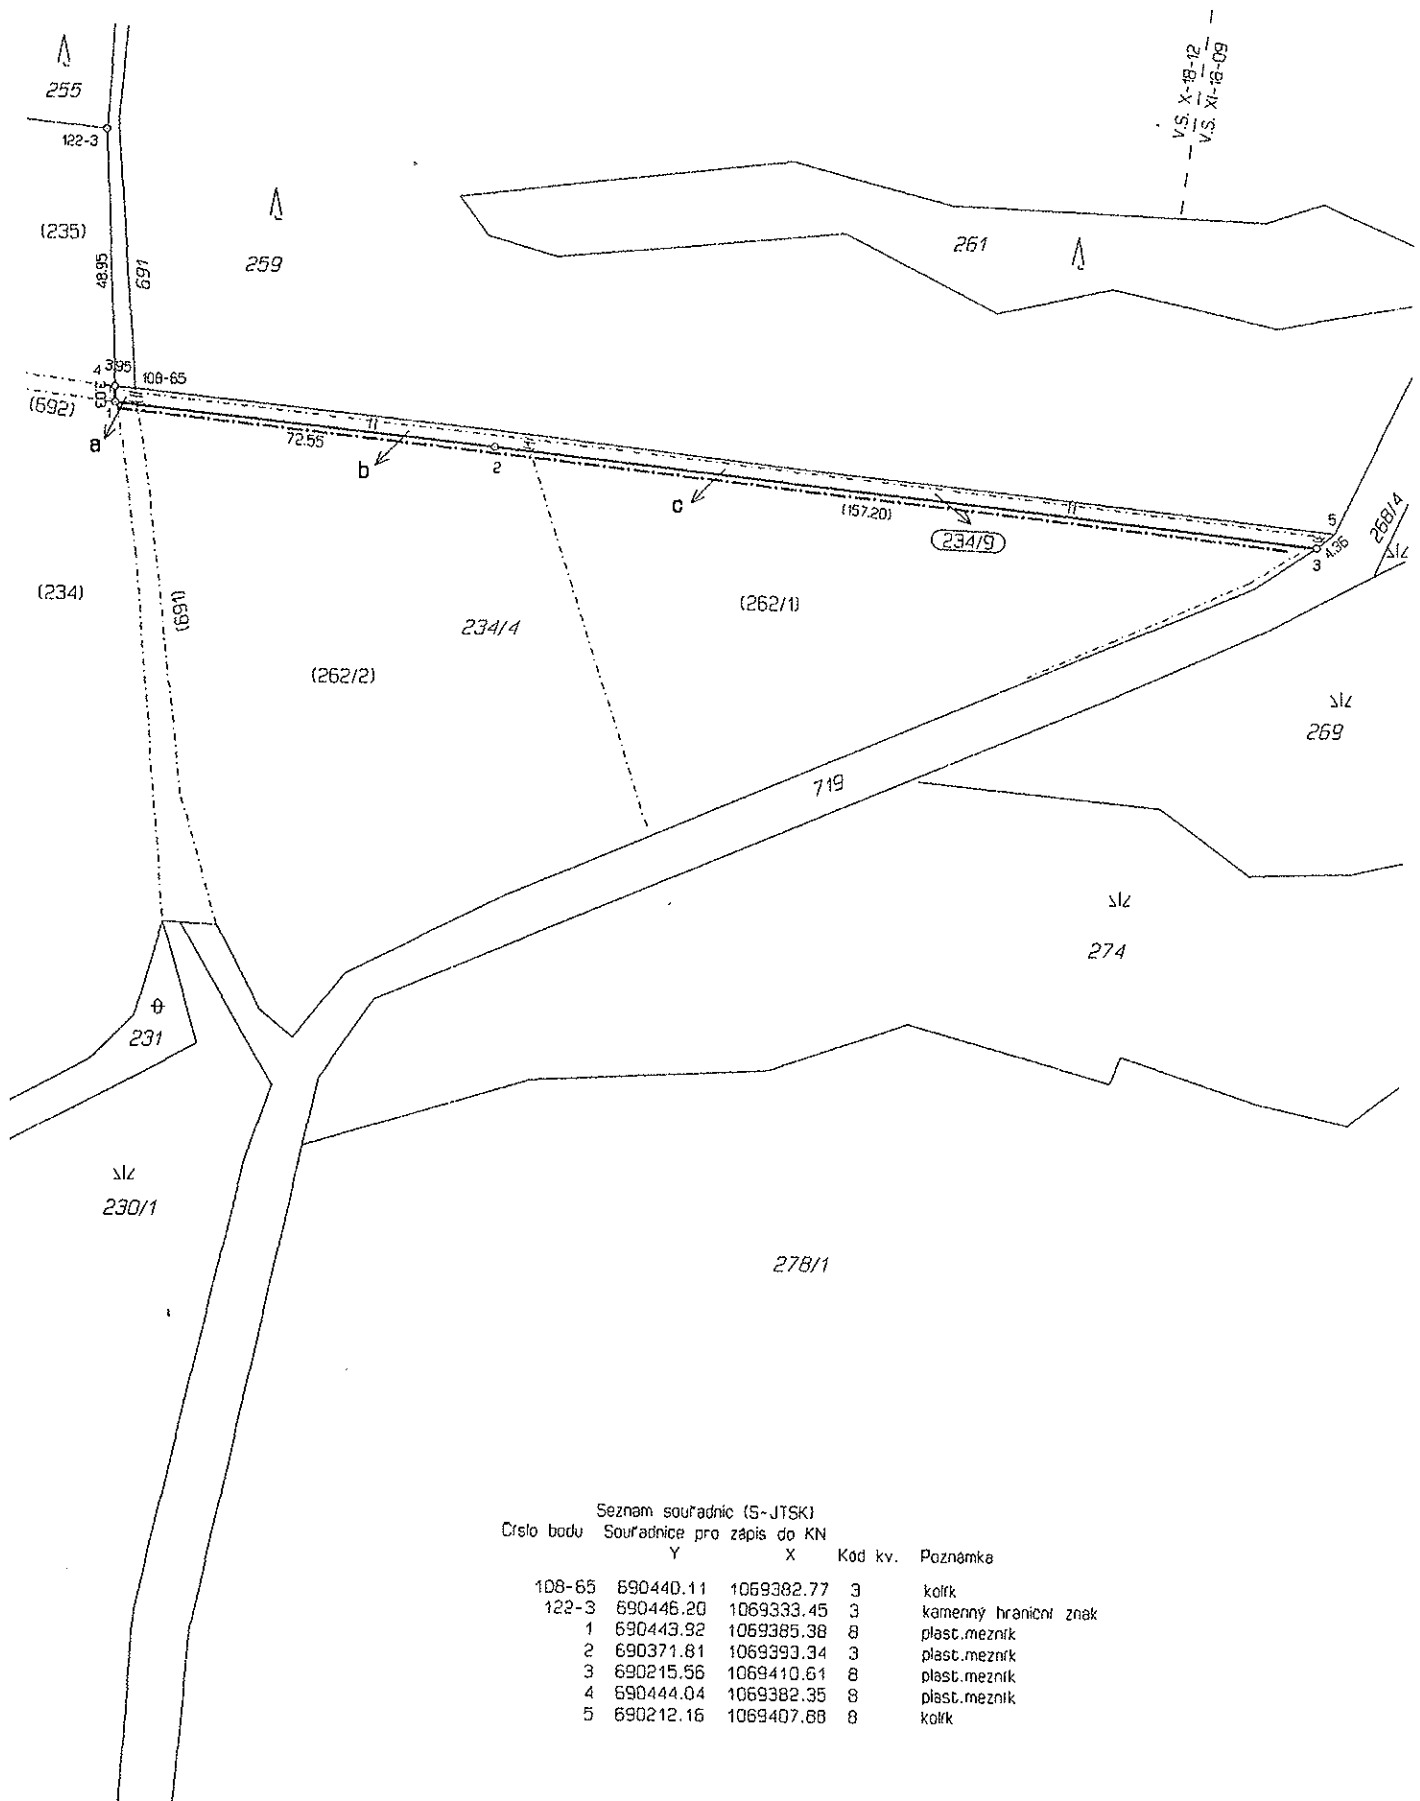 V.S. X-18-12
V.S. XI-16-09
255
122-3
(235)
48.95
691
259
261
4
3.95
108-65
3.03
(692)
1
a
72.55
b
2
c
(157.20)
234/9
5
4.36
3
268/4
(234)
(691)
234/4
(262/1)
(262/2)
269
719
274
231
230/1
278/1
Seznam souřadnic (S-JTSK)
Číslo bodu Souřadnice pro zápis do KN
Y X Kód kv. Poznámka
108-65 690440.11 1069382.77 3 kolík
122-3 690446.20 1069333.45 3 kamenný hraniční znak
1 690443.92 1069385.38 8 plast.mezník
2 690371.81 1069393.34 3 plast.mezník
3 690215.56 1069410.61 8 plast.mezník
4 690444.04 1069382.35 8 plast.mezník
5 690212.16 1069407.88 8 kolík